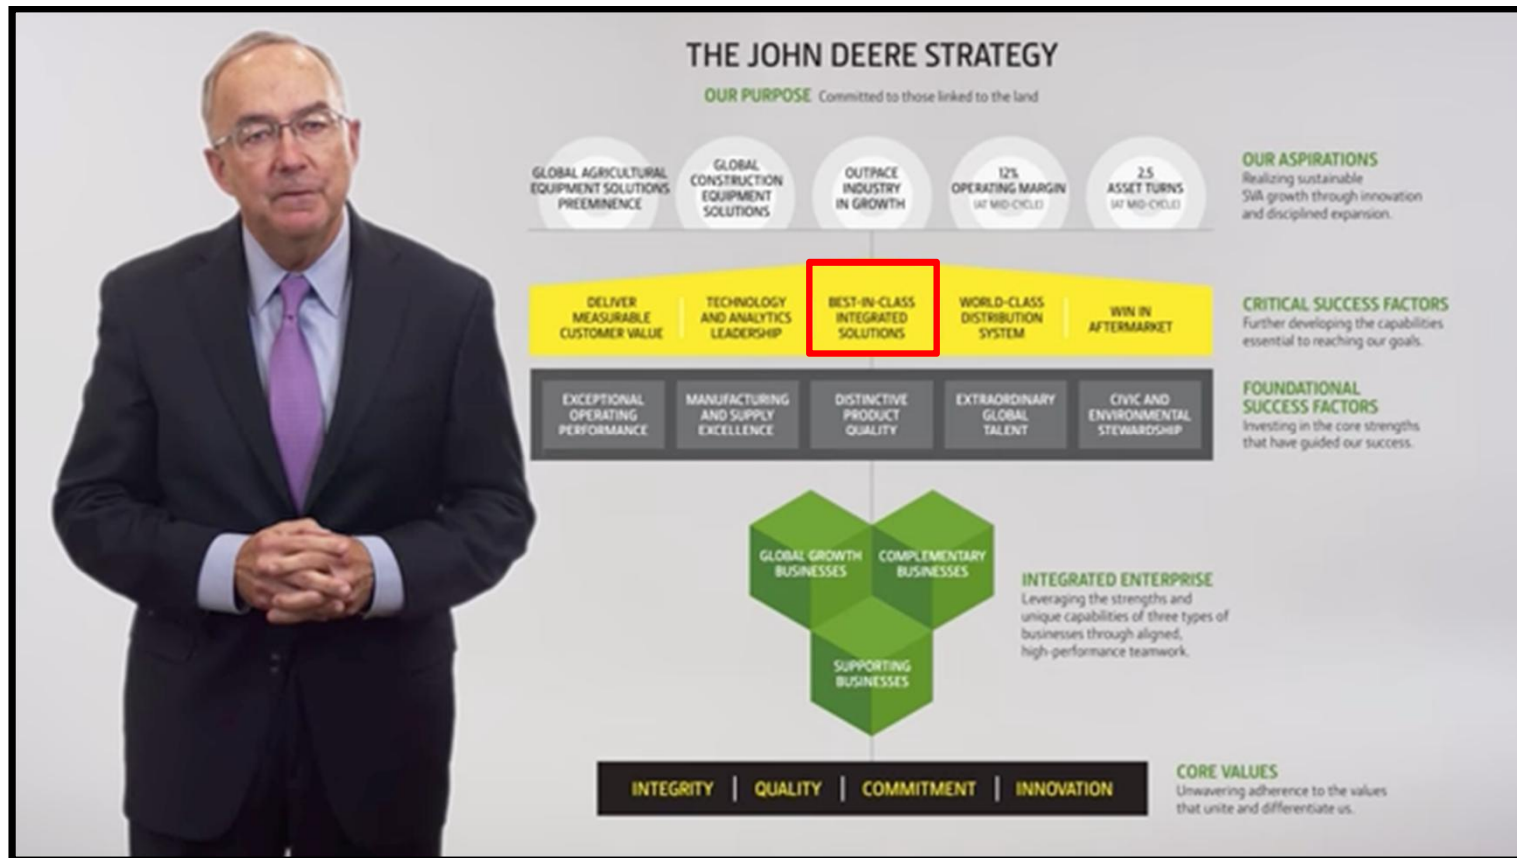 THE JOHN DEERE STRATEGY
OUR PURPOSE Committed to those linked to the land
GLOBAL AGRICULTURAL
EQUIPMENT SOLUTIONS
PREEMINENCE
GLOBAL
CONSTRUCTION
EQUIPMENT
SOLUTIONS
OUTPACE
INDUSTRY
IN GROWTH
12%
OPERATING MARGIN
(AT MID-CYCLE)
2.5
ASSET TURNS
(AT MID-CYCLE)
OUR ASPIRATIONS
Realizing sustainable
SVA growth through innovation
and disciplined expansion.
DELIVER
MEASURABLE
CUSTOMER VALUE
TECHNOLOGY
AND ANALYTICS
LEADERSHIP
BEST-IN-CLASS
INTEGRATED
SOLUTIONS
WORLD-CLASS
DISTRIBUTION
SYSTEM
WIN IN
AFTERMARKET
CRITICAL SUCCESS FACTORS
Further developing the capabilities
essential to reaching our goals.
EXCEPTIONAL
OPERATING
PERFORMANCE
MANUFACTURING
AND SUPPLY
EXCELLENCE
DISTINCTIVE
PRODUCT
QUALITY
EXTRAORDINARY
GLOBAL
TALENT
CIVIC AND
ENVIRONMENTAL
STEWARDSHIP
FOUNDATIONAL
SUCCESS FACTORS
Investing in the core strengths
that have guided our success.
GLOBAL GROWTH
BUSINESSES
COMPLEMENTARY
BUSINESSES
SUPPORTING
BUSINESSES
INTEGRATED ENTERPRISE
Leveraging the strengths and
unique capabilities of three types of
businesses through aligned,
high-performance teamwork.
INTEGRITY | QUALITY | COMMITMENT | INNOVATION
CORE VALUES
Unwavering adherence to the values
that unite and differentiate us.